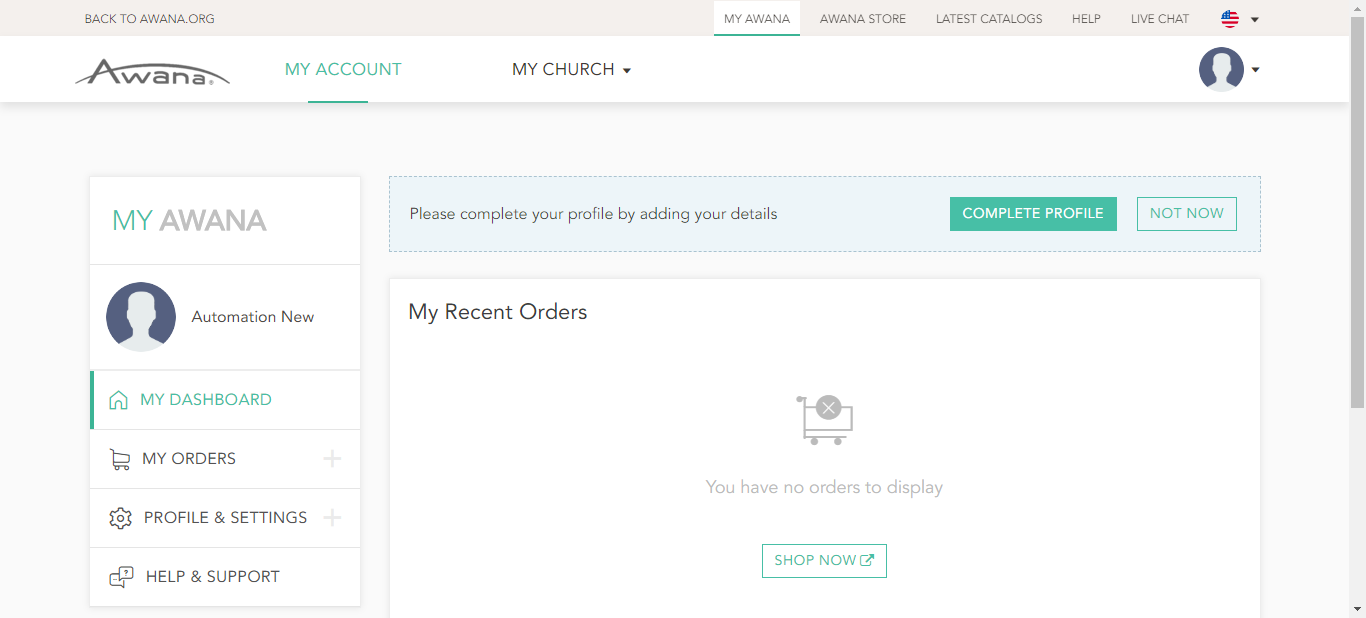 BACK TO AWANA.ORG
MY AWANA
AWANA STORE
LATEST CATALOGS
HELP
LIVE CHAT
Awana®
MY ACCOUNT
MY CHURCH
MY AWANA
Please complete your profile by adding your details
COMPLETE PROFILE
NOT NOW
Automation New
MY DASHBOARD
MY ORDERS
PROFILE & SETTINGS
HELP & SUPPORT
My Recent Orders
You have no orders to display
SHOP NOW